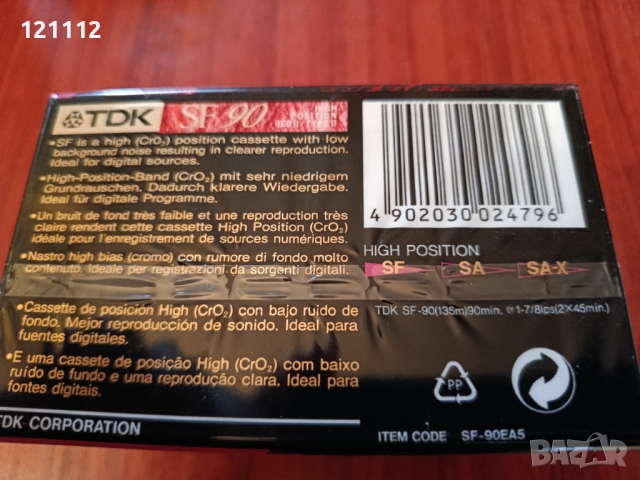 121112
TDK SF 90 HIGH POSITION IECII/TYPE II
•SF is a high (CrO₂) position cassette with low
background noise resulting in clearer reproduction.
Ideal for digital sources.
•High-Position-Band (CrO₂) mit sehr niedrigem
Grundrauschen. Dadurch klarere Wiedergabe.
Ideal für digitale Programme.
•Un bruit de fond très faible et une reproduction très
claire rendent cette cassette High Position (CrO₂)
idéale pour l'enregistrement de sources numériques.
•Nastro high bias (cromo) con rumore di fondo molto
contenuto. Ideale per registrazioni da sorgenti digitali.
•Cassette de posición High (CrO₂) con bajo ruido de
fondo. Mejor reproducción de sonido. Ideal para
fuentes digitales.
•E uma cassete de posição High (CrO₂) com baixo
ruído de fundo e uma reprodução clara. Ideal para
fontes digitais.
TDK CORPORATION
4 902030 024796
HIGH POSITION
SF SA SA-X
TDK SF-90(135m)90min. @1-7/8ips(2×45min.)
PP
ITEM CODE SF-90EA5
BAZAR